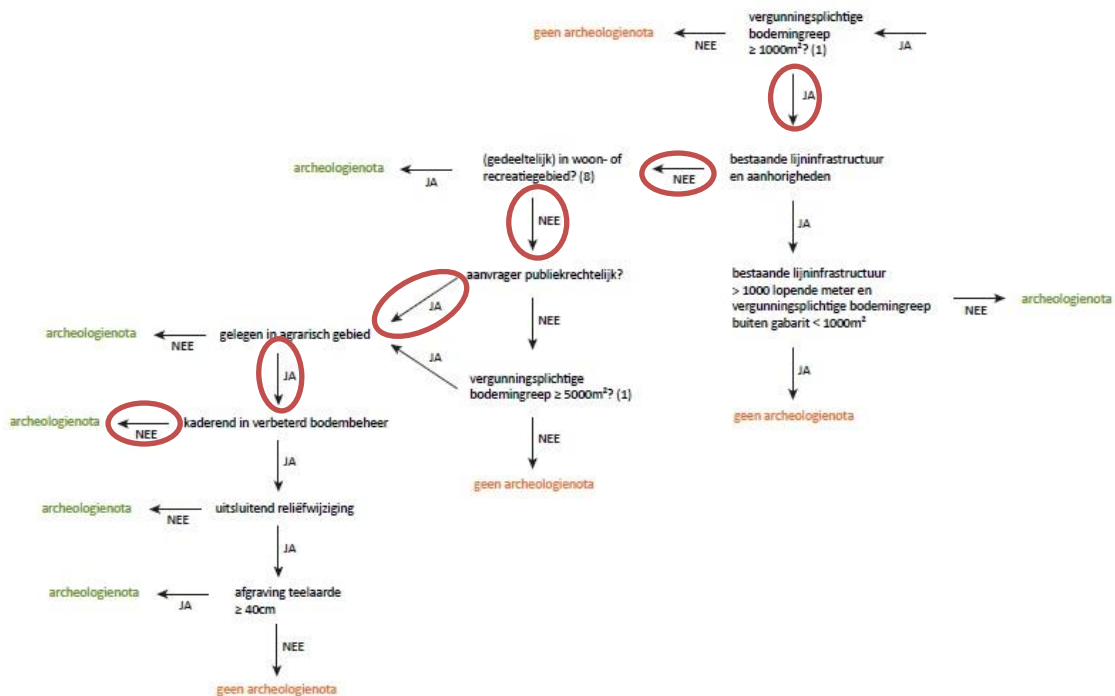 vergunningsplichtige
bodemingreep
≥ 1000m²? (1)
geen archeologienota
NEE
JA
JA
archeologienota
JA
(gedeeltelijk) in woon- of
recreatiegebied? (8)
NEE
bestaande lijninfrastructuur
en aanhorigheden
NEE
JA
aanvrager publiekrechtelijk?
bestaande lijninfrastructuur
> 1000 lopende meter en
vergunningsplichtige bodemingreep
buiten gabarit < 1000m²
NEE
archeologienota
JA
NEE
archeologienota
NEE
gelegen in agrarisch gebied
JA
JA
vergunningsplichtige
bodemingreep ≥ 5000m²? (1)
JA
geen archeologienota
archeologienota
NEE
kaderend in verbeterd bodembeheer
NEE
JA
geen archeologienota
archeologienota
NEE
uitsluitend reliëfwijziging
JA
archeologienota
JA
afgraving teelaarde
≥ 40cm
NEE
geen archeologienota